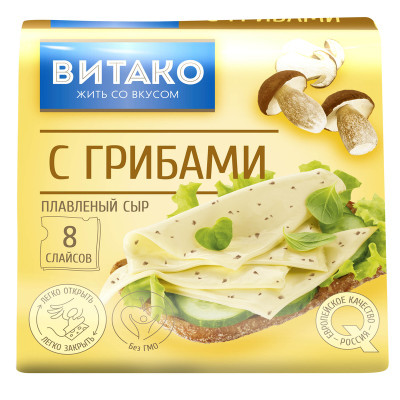 С ГРИБАМИ
ВИТАКО
ЖИТЬ СО ВКУСОМ
С ГРИБАМИ
ПЛАВЛЕНЫЙ СЫР
8
СЛАЙСОВ
ЛЕГКО ОТКРЫТЬ
ЛЕГКО ЗАКРЫТЬ
Без ГМО
ЕВРОПЕЙСКОЕ КАЧЕСТВО
РОССИЯ